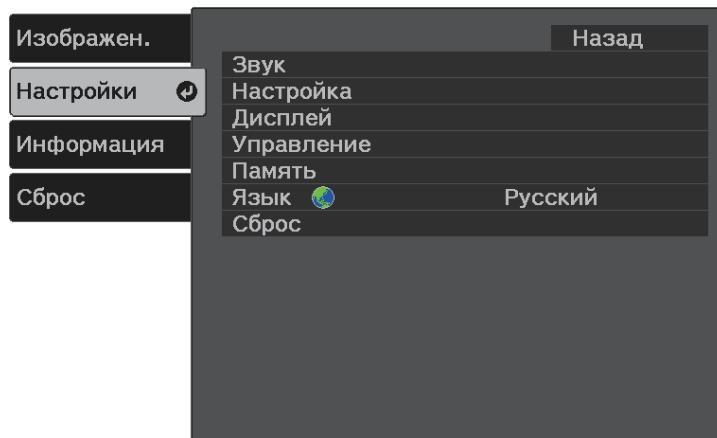 Изображен.
Настройки
Информация
Сброс
Назад
Звук
Настройка
Дисплей
Управление
Память
Язык Русский
Сброс